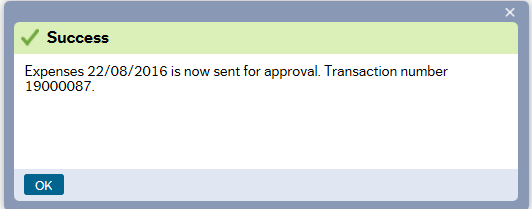 Success
Expenses 22/08/2016 is now sent for approval. Transaction number
19000087.
OK